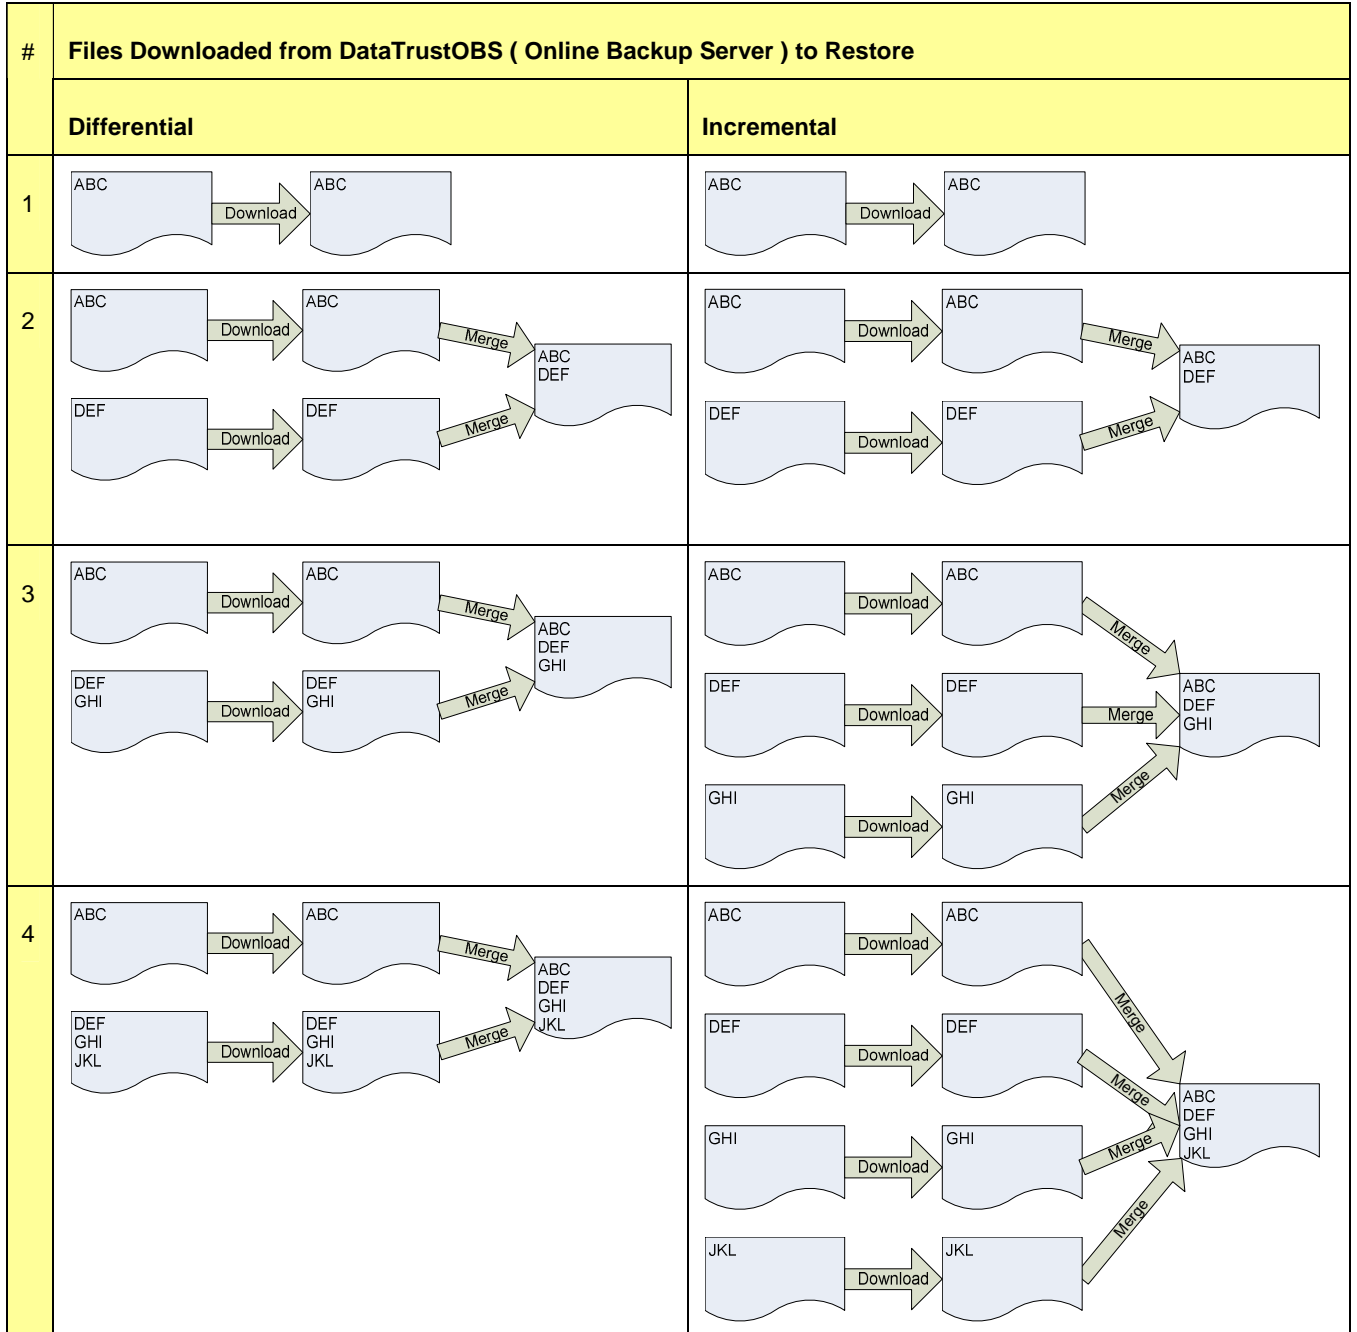 # Files Downloaded from DataTrustOBS ( Online Backup Server ) to Restore
Differential Incremental
1
ABC Download ABC
ABC Download ABC
2
ABC Download ABC Merge
DEF Download DEF Merge
ABC
DEF
ABC Download ABC Merge
DEF Download DEF Merge
ABC
DEF
3
ABC Download ABC Merge
DEF
GHI
Download
DEF
GHI
Merge
ABC
DEF
GHI
ABC Download ABC Merge
DEF Download DEF Merge
GHI Download GHI Merge
ABC
DEF
GHI
4
ABC Download ABC Merge
DEF
GHI
JKL
Download
DEF
GHI
JKL
Merge
ABC
DEF
GHI
JKL
ABC Download ABC Merge
DEF Download DEF Merge
GHI Download GHI Merge
JKL Download JKL Merge
ABC
DEF
GHI
JKL